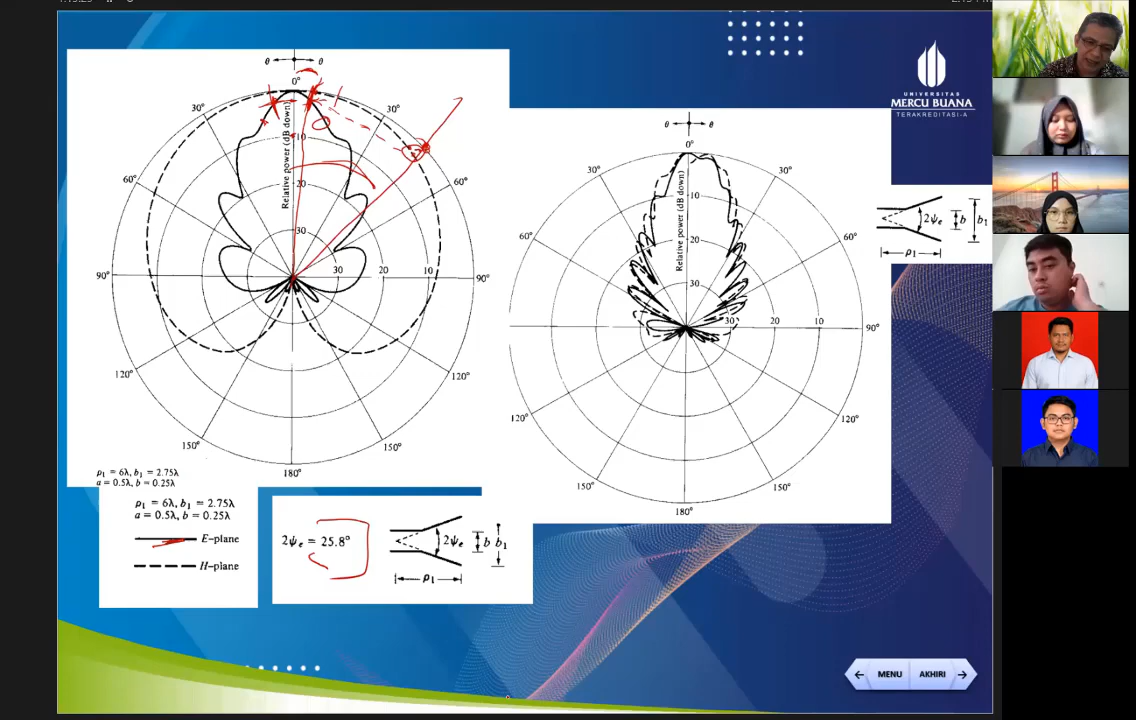 θ θ
0°
30° 30°
60° 60°
90° 90°
120° 120°
150° 150°
180°
Relative power (dB down)
10
20
30
30 20 10
ρ₁ = 6λ, b₁ = 2.75λ
a = 0.5λ, b = 0.25λ
ρ₁ = 6λ, b₁ = 2.75λ
a = 0.5λ, b = 0.25λ
E-plane
H-plane
2ψₑ = 25.8°
2ψₑ b b₁
ρ₁
θ θ
0°
30° 30°
60° 60°
90°
120° 120°
150° 150°
180°
Relative power (dB down)
10
20
30
30 20 10
2ψₑ b b₁
ρ₁
UNIVERSITAS
MERCU BUANA
TERAKREDITASI-A
MENU AKHIRI